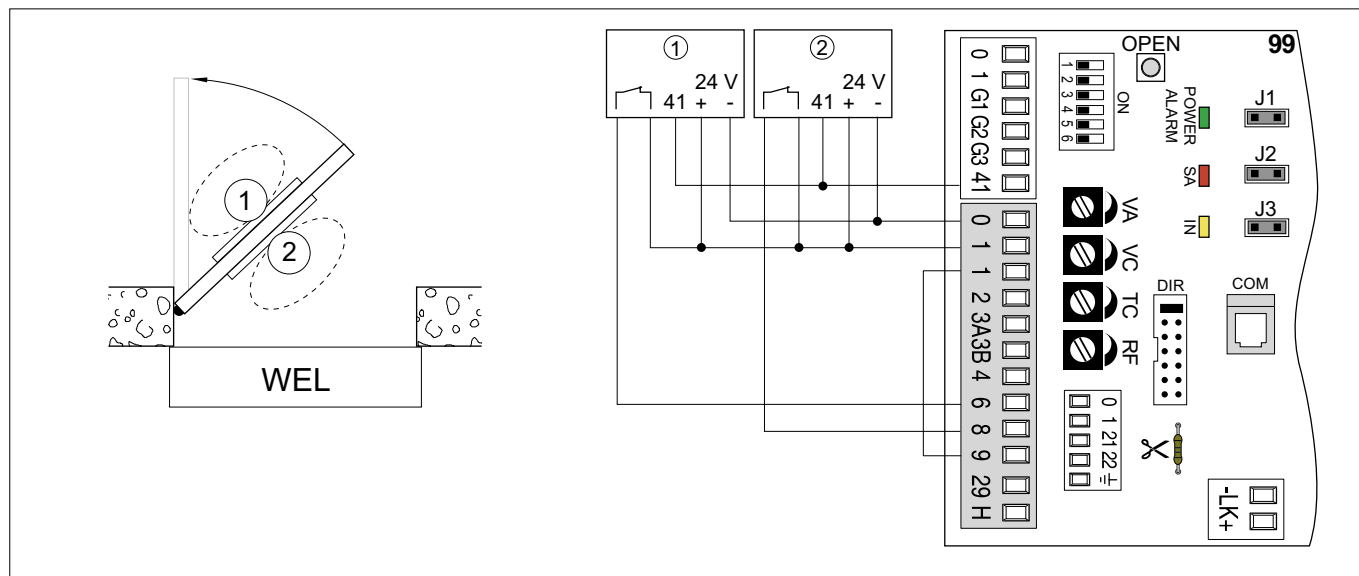 1
2
WEL
1
24 V
41 + -
2
24 V
41 + -
0
1
G1
G2
G3
41
0
1
1
2
3A
3B
4
6
8
9
29
H
1
2
3
4
5
6
ON
OPEN
99
POWER
ALARM
SA
IN
J1
J2
J3
VA
VC
TC
RF
DIR
COM
0
1
21
22
-LK+